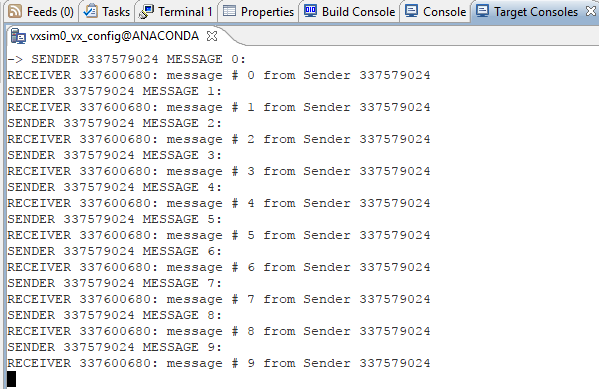 Feeds (0) Tasks Terminal 1 Properties Build Console Console Target Consoles
vxsim0_vx_config@ANACONDA
-> SENDER 337579024 MESSAGE 0:
RECEIVER 337600680: message # 0 from Sender 337579024
SENDER 337579024 MESSAGE 1:
RECEIVER 337600680: message # 1 from Sender 337579024
SENDER 337579024 MESSAGE 2:
RECEIVER 337600680: message # 2 from Sender 337579024
SENDER 337579024 MESSAGE 3:
RECEIVER 337600680: message # 3 from Sender 337579024
SENDER 337579024 MESSAGE 4:
RECEIVER 337600680: message # 4 from Sender 337579024
SENDER 337579024 MESSAGE 5:
RECEIVER 337600680: message # 5 from Sender 337579024
SENDER 337579024 MESSAGE 6:
RECEIVER 337600680: message # 6 from Sender 337579024
SENDER 337579024 MESSAGE 7:
RECEIVER 337600680: message # 7 from Sender 337579024
SENDER 337579024 MESSAGE 8:
RECEIVER 337600680: message # 8 from Sender 337579024
SENDER 337579024 MESSAGE 9:
RECEIVER 337600680: message # 9 from Sender 337579024